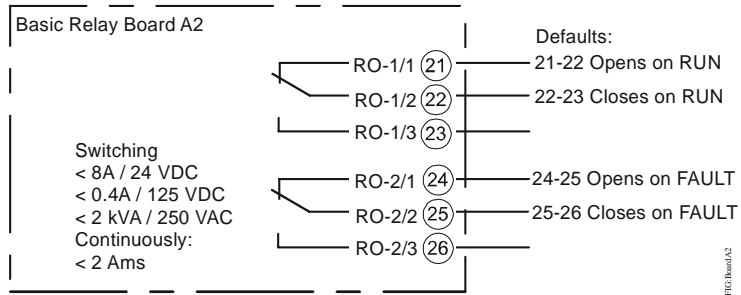 Basic Relay Board A2
Defaults:
RO-1/1 21 21-22 Opens on RUN
RO-1/2 22 22-23 Closes on RUN
RO-1/3 23
Switching
< 8A / 24 VDC
< 0.4A / 125 VDC
< 2 kVA / 250 VAC
Continuously:
< 2 Ams
RO-2/1 24 24-25 Opens on FAULT
RO-2/2 25 25-26 Closes on FAULT
RO-2/3 26
FIG:BoardA2